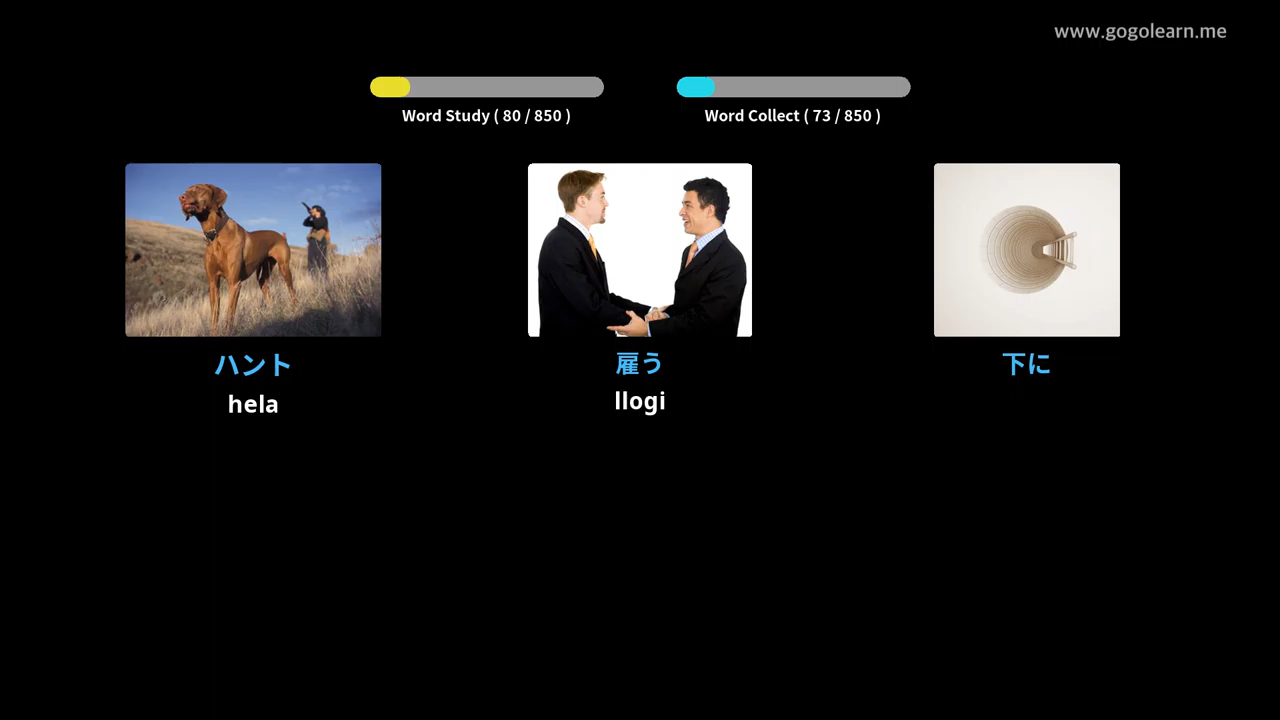 www.gogolearn.me
Word Study ( 80 / 850 )
Word Collect ( 73 / 850 )
ハント
hela
雇う
llogi
下に